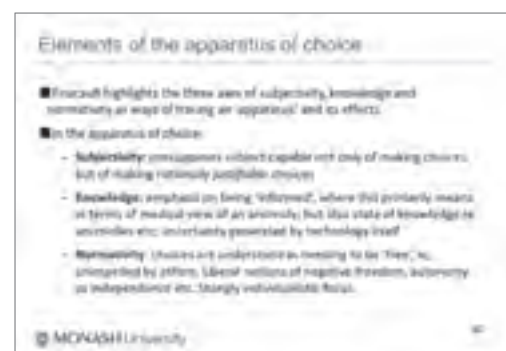 Elements of the apparatus of choice
■ Foucault highlights the three axes of subjectivity, knowledge and
normativity as ways of tracing an 'apparatus' and its effects.
■ In the apparatus of choice:
- Subjectivity: presupposes subject capable not only of making choices
but of making rationally justifiable choices
- Knowledge: emphasis on being 'informed', where this primarily means
in terms of medical view of an anomaly; but also state of knowledge re
anomalies etc; uncertainty generated by technology itself
- Normativity: choices are understood as needing to be 'free', ie,
unimpeded by others. Liberal notions of negative freedom, autonomy
as independence etc. Strongly individualistic focus.
MONASH University